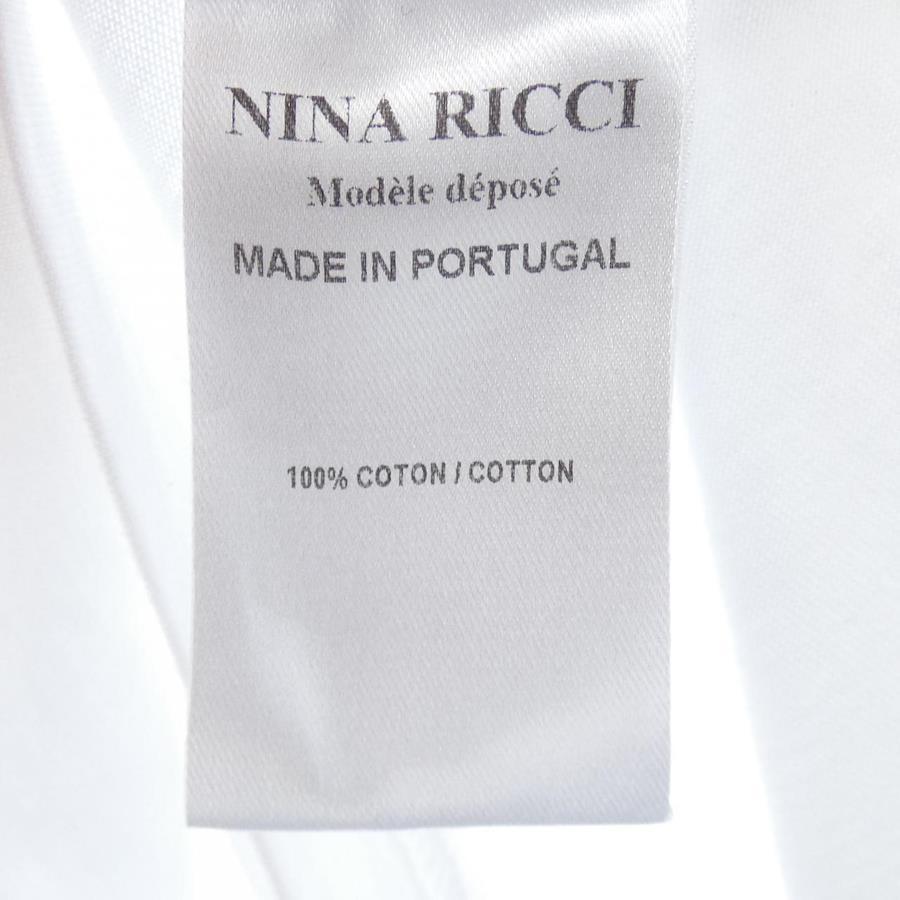 NINA RICCI
Modèle déposé
MADE IN PORTUGAL
100% COTON / COTTON